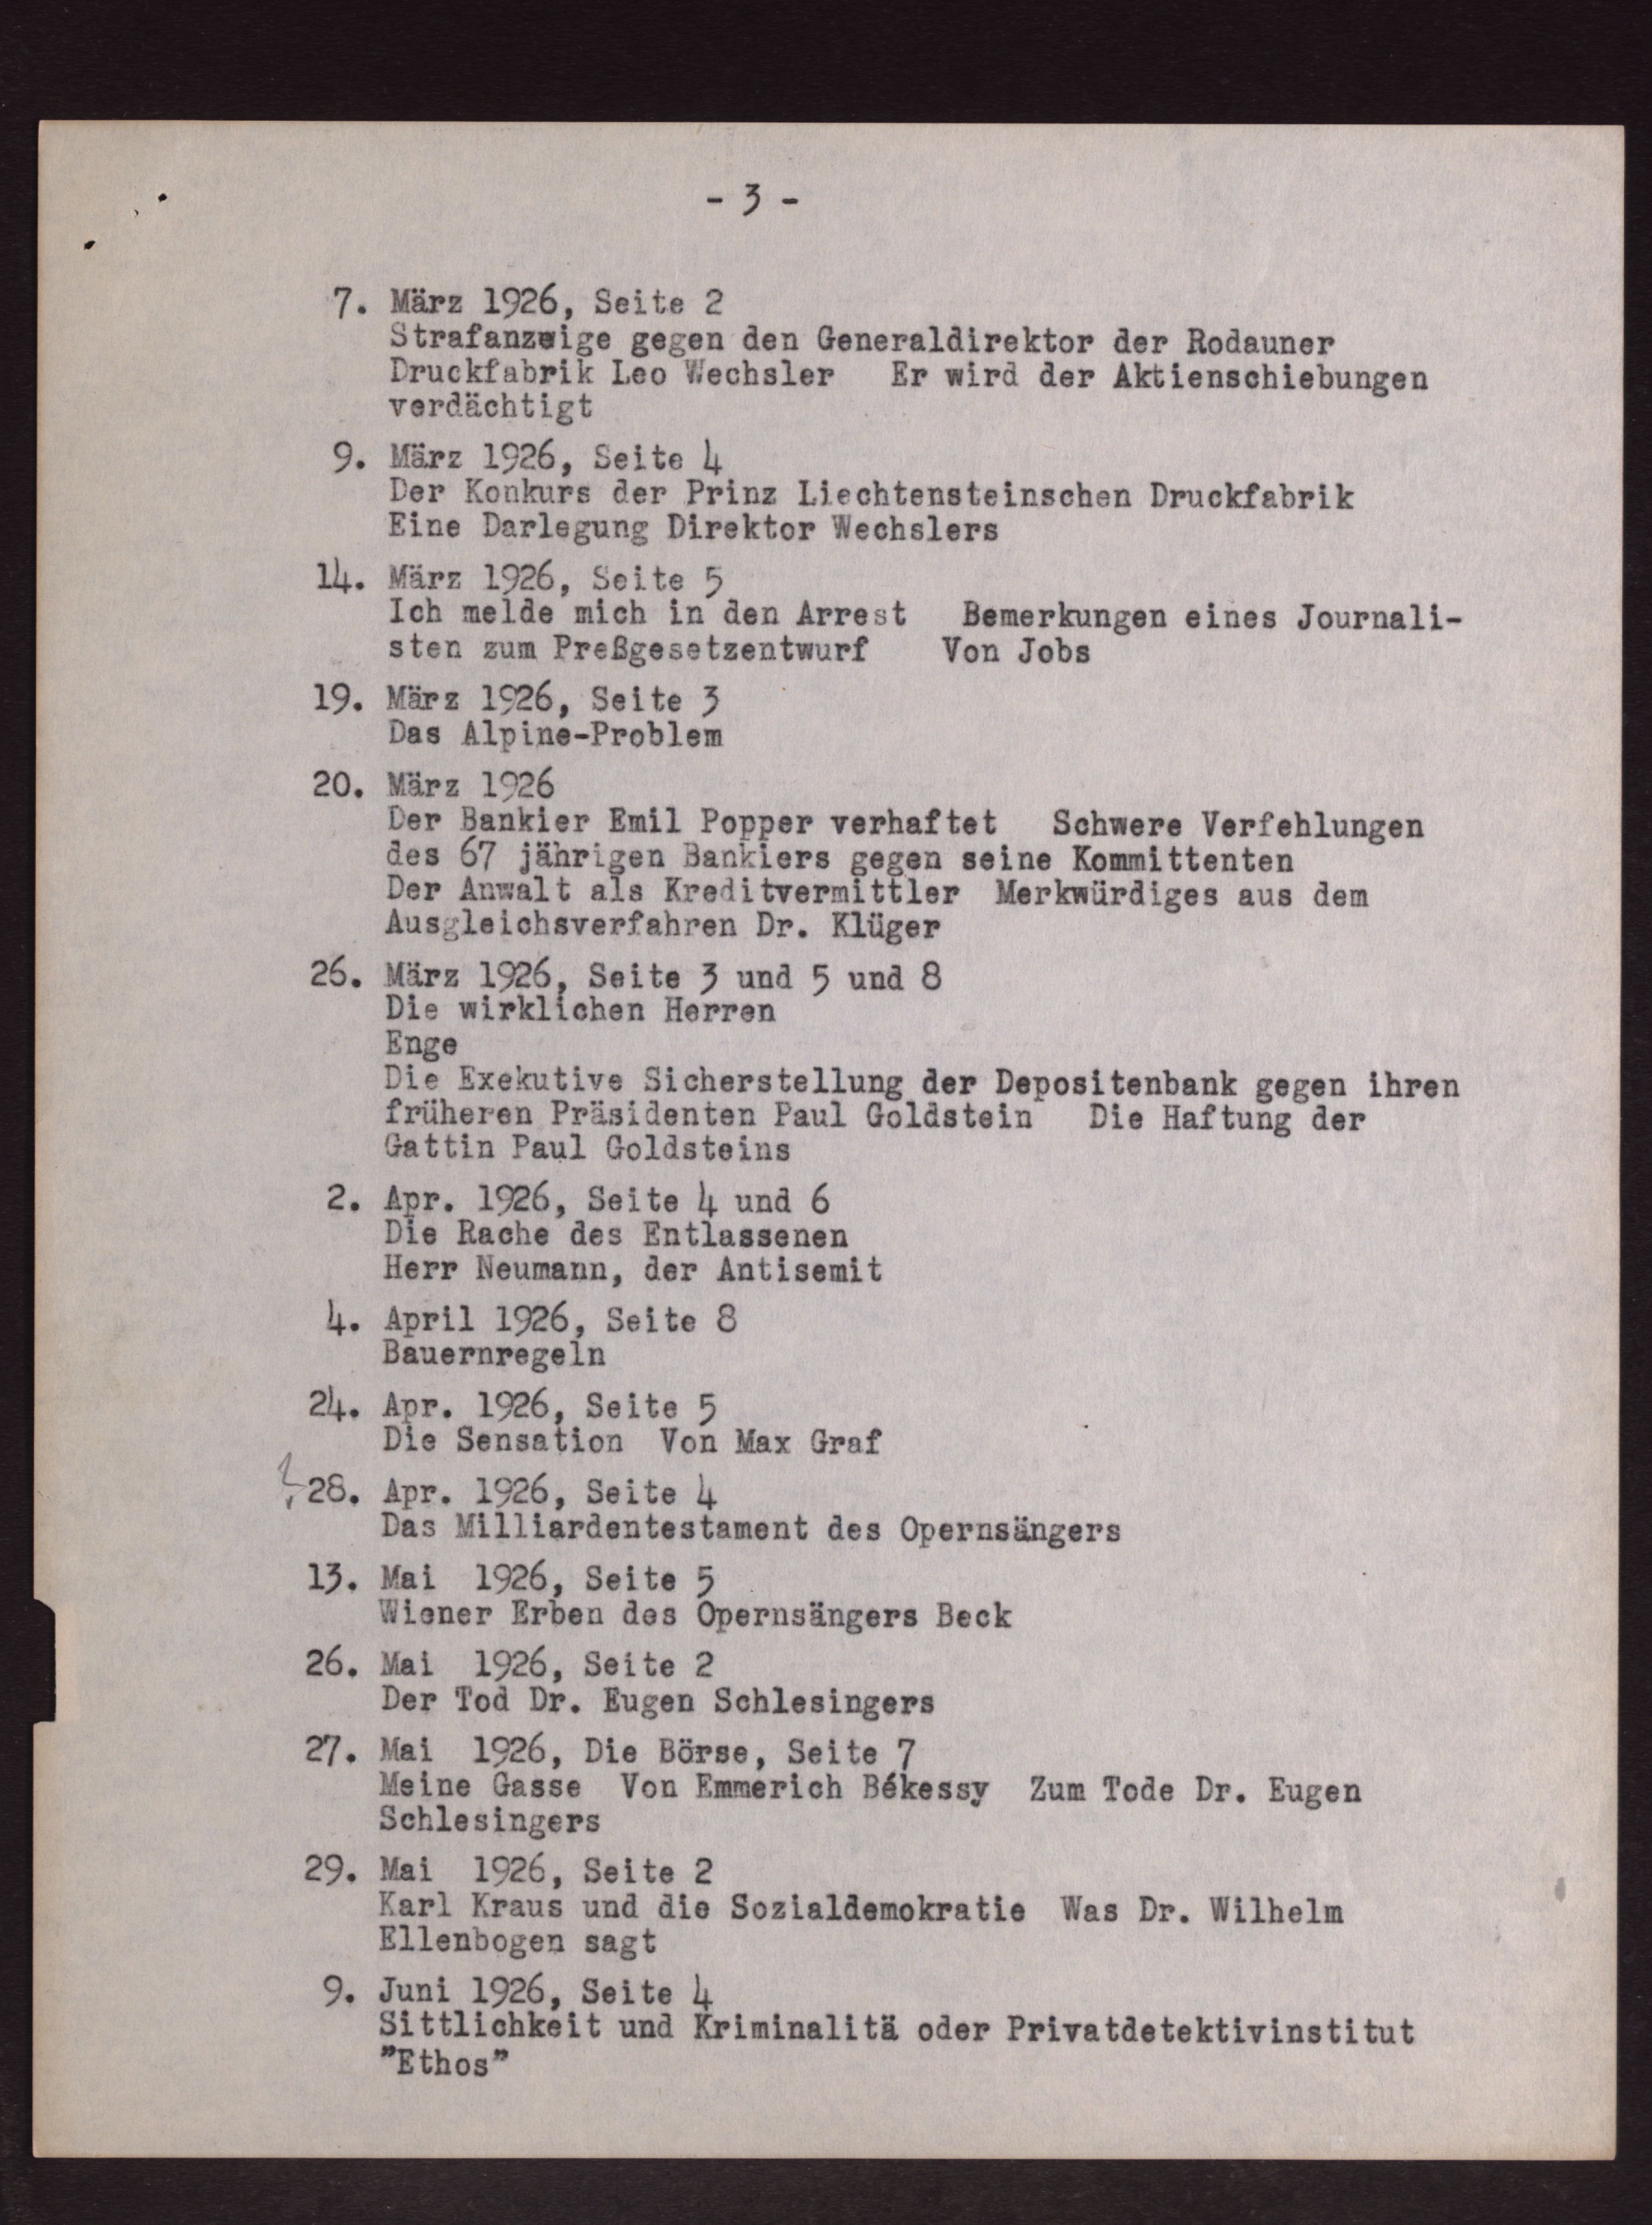 - 3 -
7. März 1926, Seite 2
Strafanzeige gegen den Generaldirektor der Rodauner
Druckfabrik Leo Wechsler Er wird der Aktienschiebungen
verdächtigt
9. März 1926, Seite 4
Der Konkurs der Prinz Liechtensteinschen Druckfabrik
Eine Darlegung Direktor Wechslers
14. März 1926, Seite 5
Ich melde mich in den Arrest Bemerkungen eines Journali-
sten zum Preßgesetzentwurf Von Jobs
19. März 1926, Seite 3
Das Alpine-Problem
20. März 1926
Der Bankier Emil Popper verhaftet Schwere Verfehlungen
des 67 jährigen Bankiers gegen seine Kommittenten
Der Anwalt als Kreditvermittler Merkwürdiges aus dem
Ausgleichsverfahren Dr. Klüger
26. März 1926, Seite 3 und 5 und 8
Die wirklichen Herren
Enge
Die Exekutive Sicherstellung der Depositenbank gegen ihren
früheren Präsidenten Paul Goldstein Die Haftung der
Gattin Paul Goldsteins
2. Apr. 1926, Seite 4 und 6
Die Rache des Entlassenen
Herr Neumann, der Antisemit
4. April 1926, Seite 8
Bauernregeln
24. Apr. 1926, Seite 5
Die Sensation Von Max Graf
? 28. Apr. 1926, Seite 4
Das Milliardentestament des Opernsängers
13. Mai 1926, Seite 5
Wiener Erben des Opernsängers Beck
26. Mai 1926, Seite 2
Der Tod Dr. Eugen Schlesingers
27. Mai 1926, Die Börse, Seite 7
Meine Gasse Von Emmerich Békessy Zum Tode Dr. Eugen
Schlesingers
29. Mai 1926, Seite 2
Karl Kraus und die Sozialdemokratie Was Dr. Wilhelm
Ellenbogen sagt
9. Juni 1926, Seite 4
Sittlichkeit und Kriminalitä oder Privatdetektivinstitut
"Ethos"